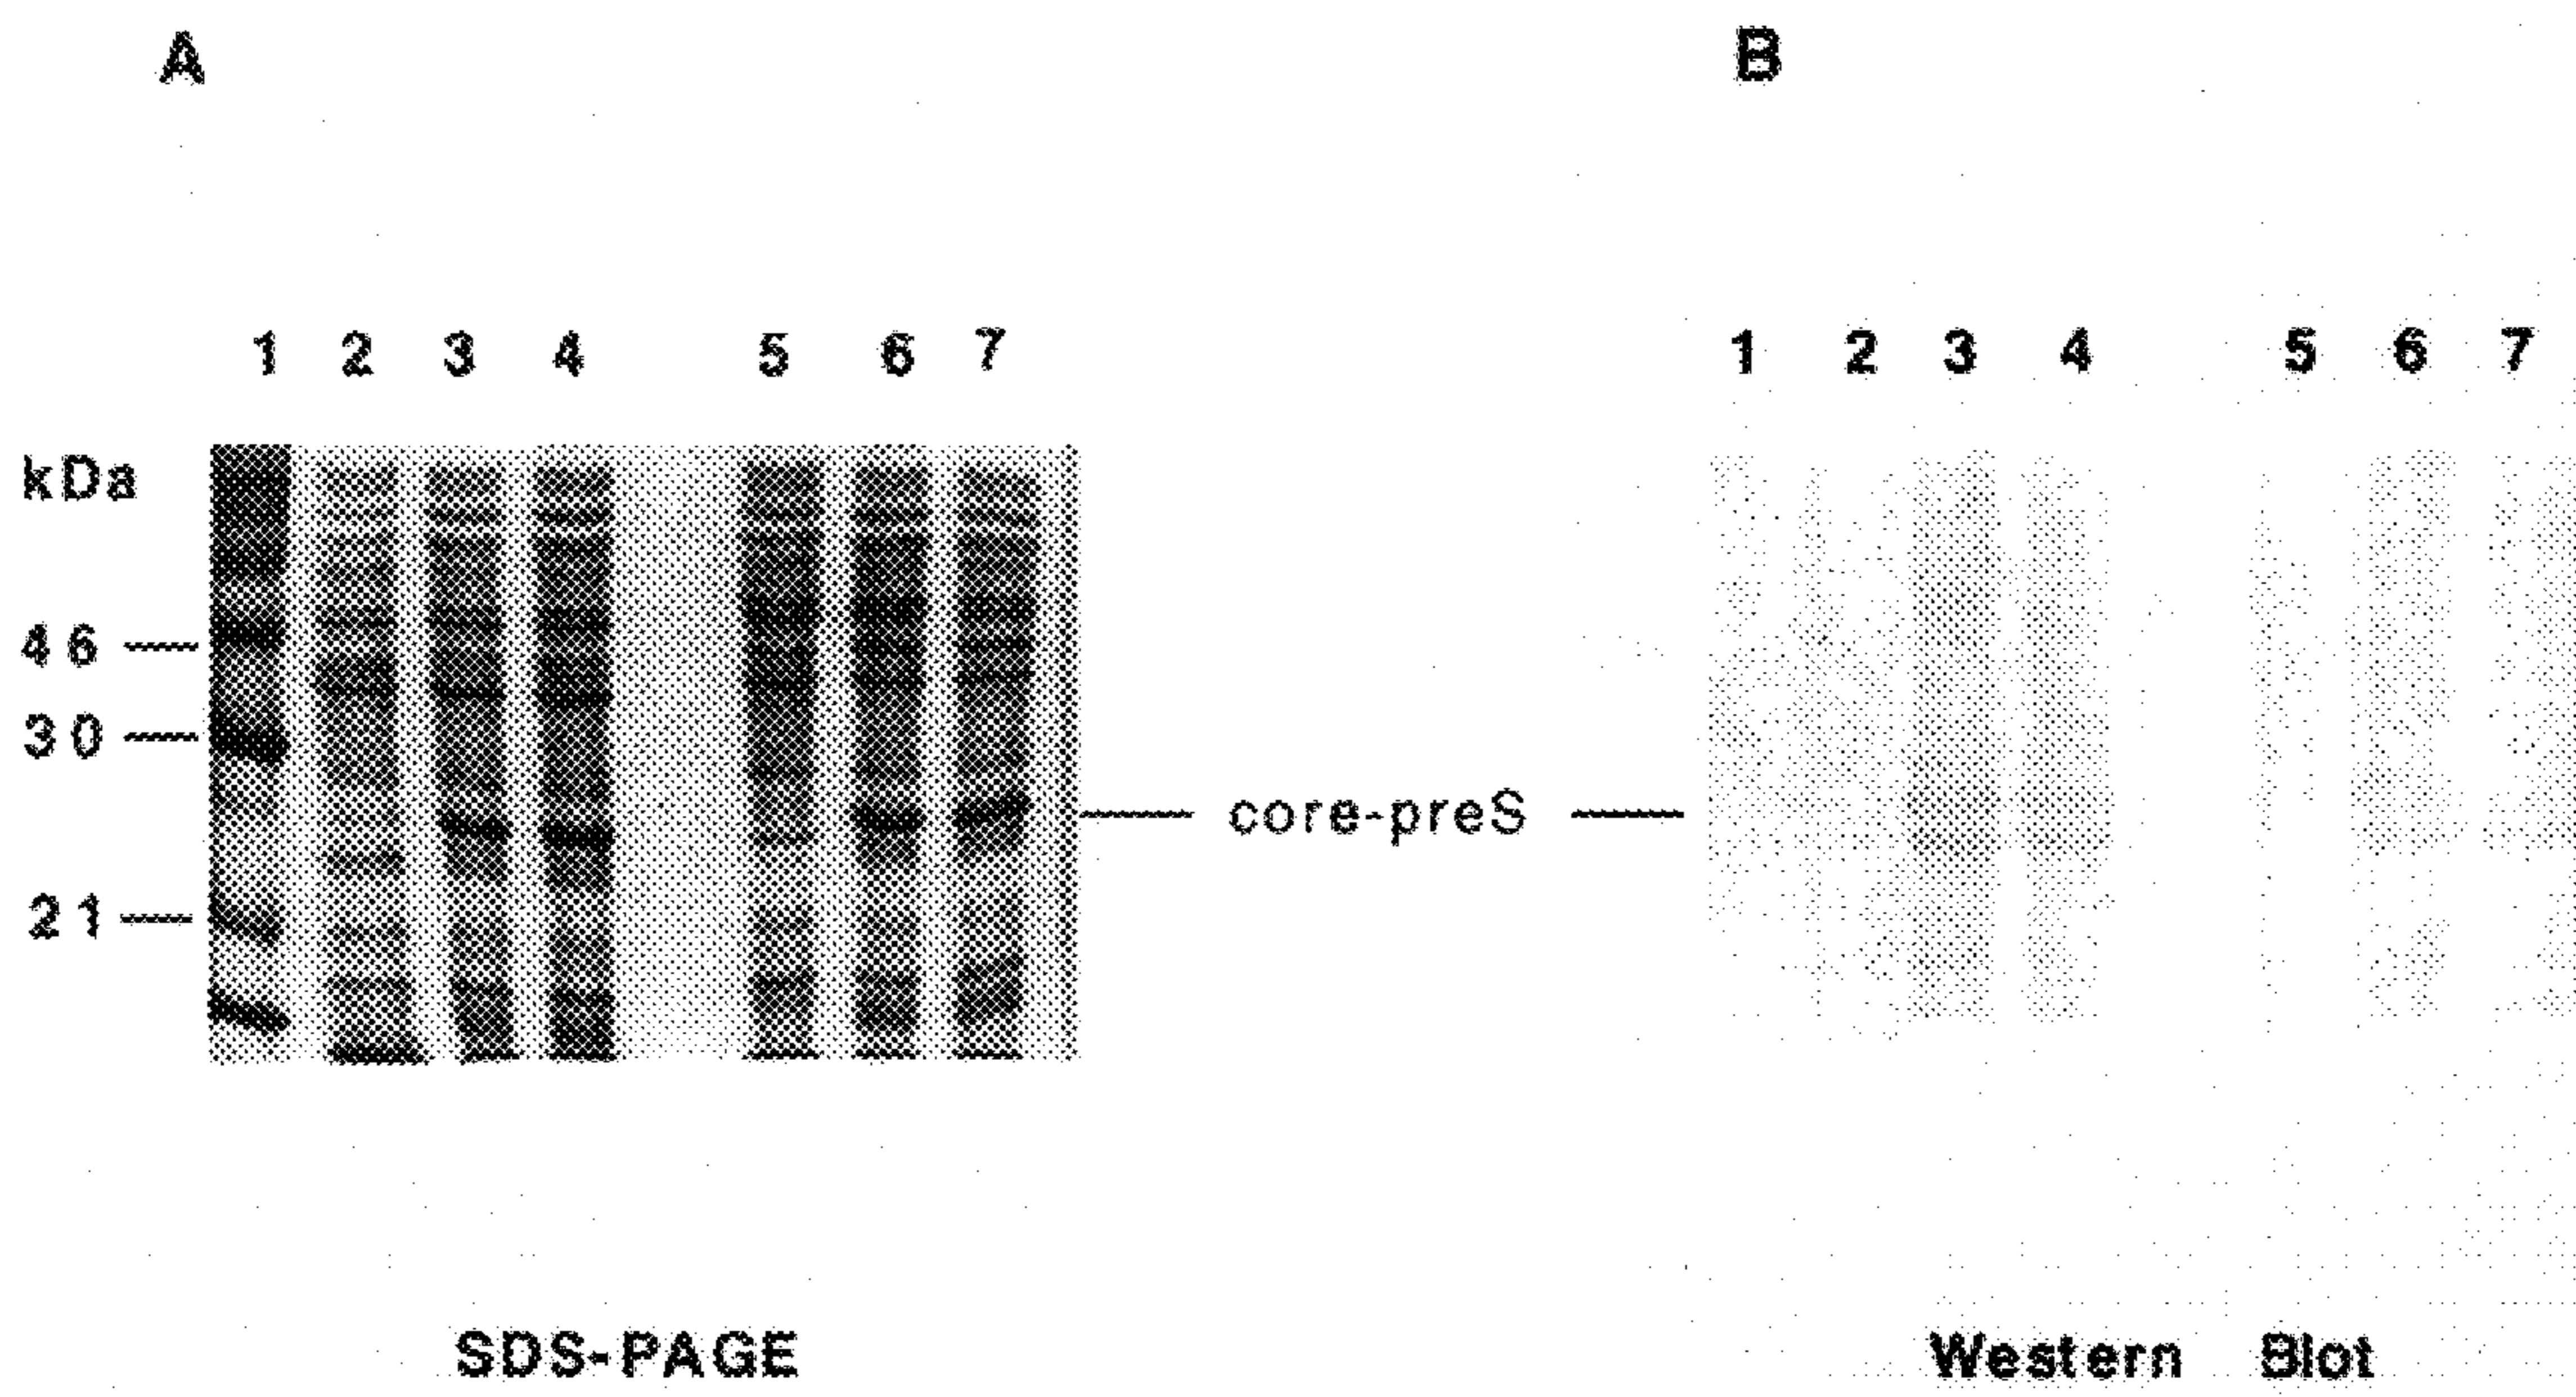 A
B
1 2 3 4 5 6 7
1 2 3 4 5 6 7
kDa
46
30
core-preS
21
SDS-PAGE
Western Blot